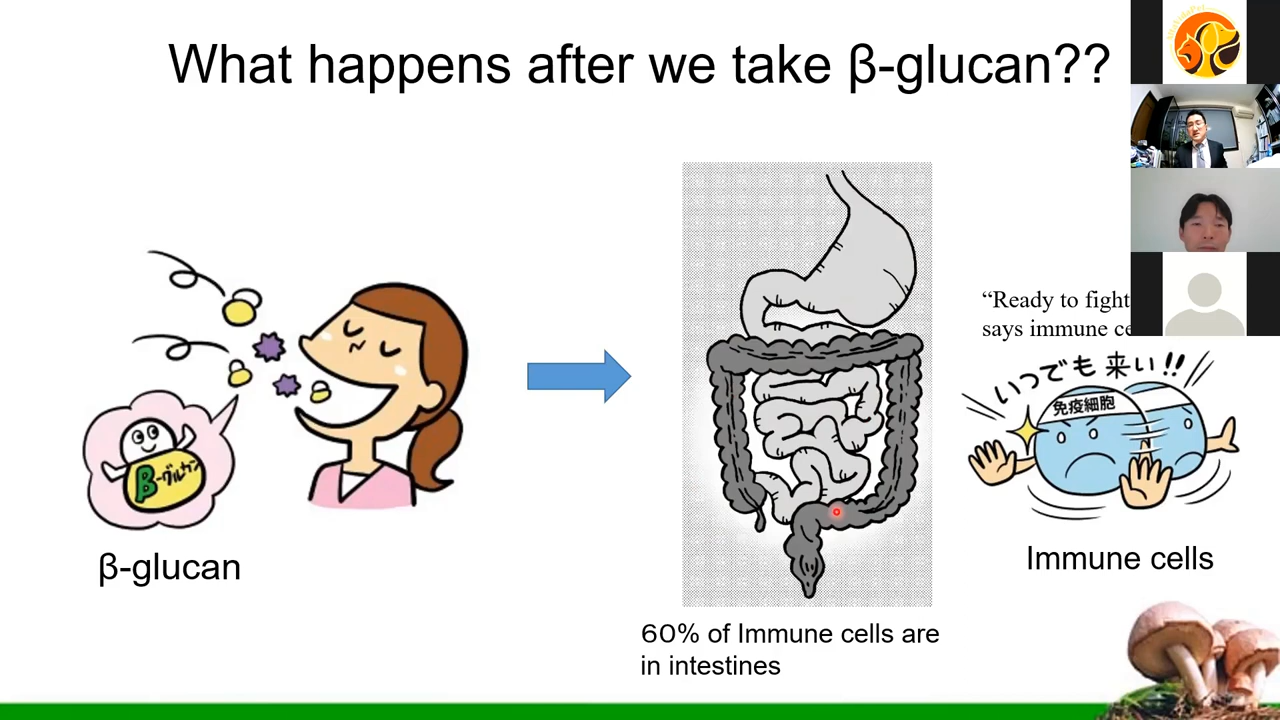 What happens after we take β-glucan??
“Ready to fight
says immune ce
いつでも来い!!
免疫細胞
β-グルカン
β-glucan
Immune cells
60% of Immune cells are
in intestines